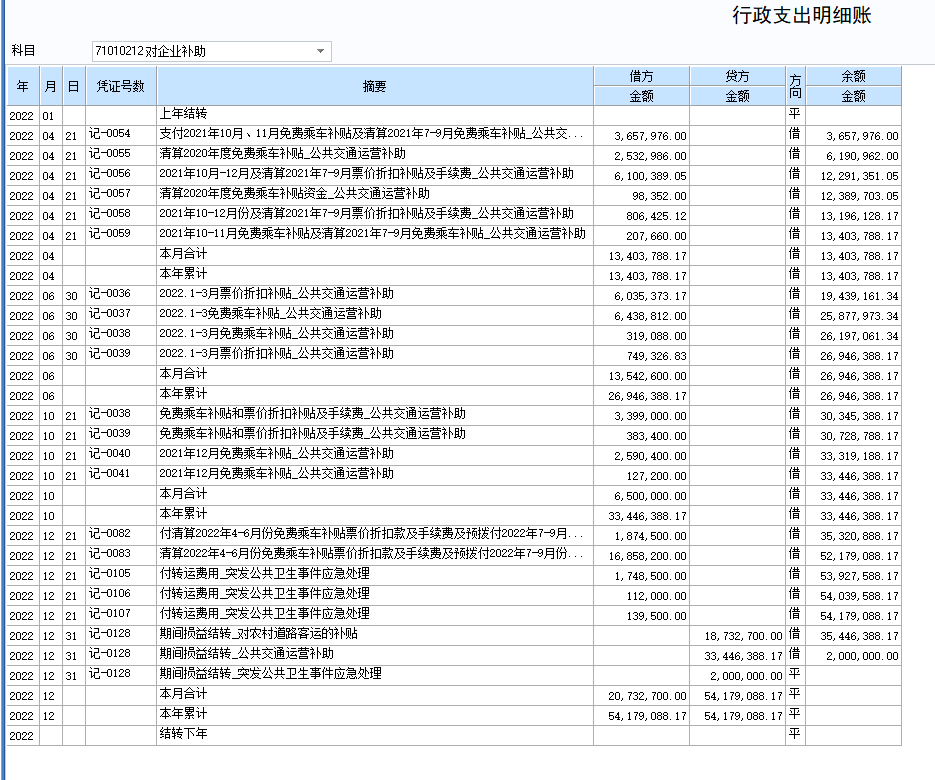 行政支出明细账
科目 71010212对企业补助
年 月 日 凭证号数 摘要 借方 贷方 方向 余额
金额 金额 金额
2022 01 上年结转 平
2022 04 21 记-0054 支付2021年10月、11月免费乘车补贴及清算2021年7-9月免费乘车补贴_公共交... 3,657,976.00 借 3,657,976.00
2022 04 21 记-0055 清算2020年度免费乘车补贴_公共交通运营补助 2,532,986.00 借 6,190,962.00
2022 04 21 记-0056 2021年10月-12月及清算2021年7-9月票价折扣补贴及手续费_公共交通运营补助 6,100,389.05 借 12,291,351.05
2022 04 21 记-0057 清算2020年度免费乘车补贴资金_公共交通运营补助 98,352.00 借 12,389,703.05
2022 04 21 记-0058 2021年10-12月份及清算2021年7-9月票价折扣补贴及手续费_公共交通运营补助 806,425.12 借 13,196,128.17
2022 04 21 记-0059 2021年10-11月免费乘车补贴及清算2021年7-9月免费乘车补贴_公共交通运营补助 207,660.00 借 13,403,788.17
2022 04 本月合计 13,403,788.17 借 13,403,788.17
2022 04 本年累计 13,403,788.17 借 13,403,788.17
2022 06 30 记-0036 2022.1-3月票价折扣补贴_公共交通运营补助 6,035,373.17 借 19,439,161.34
2022 06 30 记-0037 2022.1-3免费乘车补贴_公共交通运营补助 6,438,812.00 借 25,877,973.34
2022 06 30 记-0038 2022.1-3月免费乘车补贴_公共交通运营补助 319,088.00 借 26,197,061.34
2022 06 30 记-0039 2022.1-3月票价折扣补贴_公共交通运营补助 749,326.83 借 26,946,388.17
2022 06 本月合计 13,542,600.00 借 26,946,388.17
2022 06 本年累计 26,946,388.17 借 26,946,388.17
2022 10 21 记-0038 免费乘车补贴和票价折扣补贴及手续费_公共交通运营补助 3,399,000.00 借 30,345,388.17
2022 10 21 记-0039 免费乘车补贴和票价折扣补贴及手续费_公共交通运营补助 383,400.00 借 30,728,788.17
2022 10 21 记-0040 2021年12月免费乘车补贴_公共交通运营补助 2,590,400.00 借 33,319,188.17
2022 10 21 记-0041 2021年12月免费乘车补贴_公共交通运营补助 127,200.00 借 33,446,388.17
2022 10 本月合计 6,500,000.00 借 33,446,388.17
2022 10 本年累计 33,446,388.17 借 33,446,388.17
2022 12 21 记-0082 付清算2022年4-6月份免费乘车补贴票价折扣款及手续费及预拨付2022年7-9月... 1,874,500.00 借 35,320,888.17
2022 12 21 记-0083 清算2022年4-6月份免费乘车补贴票价折扣款及手续费及预拨付2022年7-9月份... 16,858,200.00 借 52,179,088.17
2022 12 21 记-0105 付转运费用_突发公共卫生事件应急处理 1,748,500.00 借 53,927,588.17
2022 12 21 记-0106 付转运费用_突发公共卫生事件应急处理 112,000.00 借 54,039,588.17
2022 12 21 记-0107 付转运费用_突发公共卫生事件应急处理 139,500.00 借 54,179,088.17
2022 12 31 记-0128 期间损益结转_对农村道路客运的补贴 18,732,700.00 借 35,446,388.17
2022 12 31 记-0128 期间损益结转_公共交通运营补助 33,446,388.17 借 2,000,000.00
2022 12 31 记-0128 期间损益结转_突发公共卫生事件应急处理 2,000,000.00 平
2022 12 本月合计 20,732,700.00 54,179,088.17 平
2022 12 本年累计 54,179,088.17 54,179,088.17 平
2022 结转下年 平